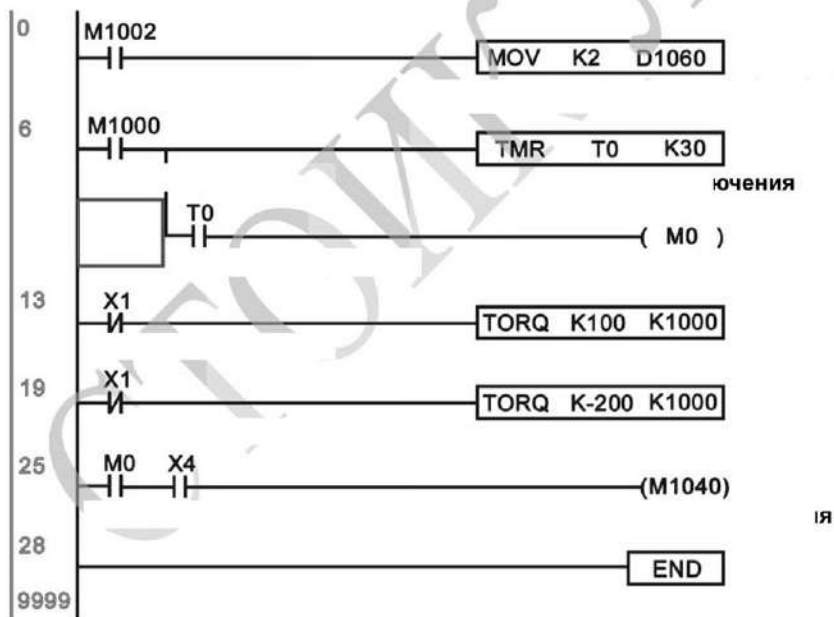 0
M1002
MOV K2 D1060
6
M1000
TMR T0 K30
ючения
T0
( M0 )
13
X1
TORQ K100 K1000
19
X1
TORQ K-200 K1000
25
M0 X4
(M1040)
ия
28
END
9999